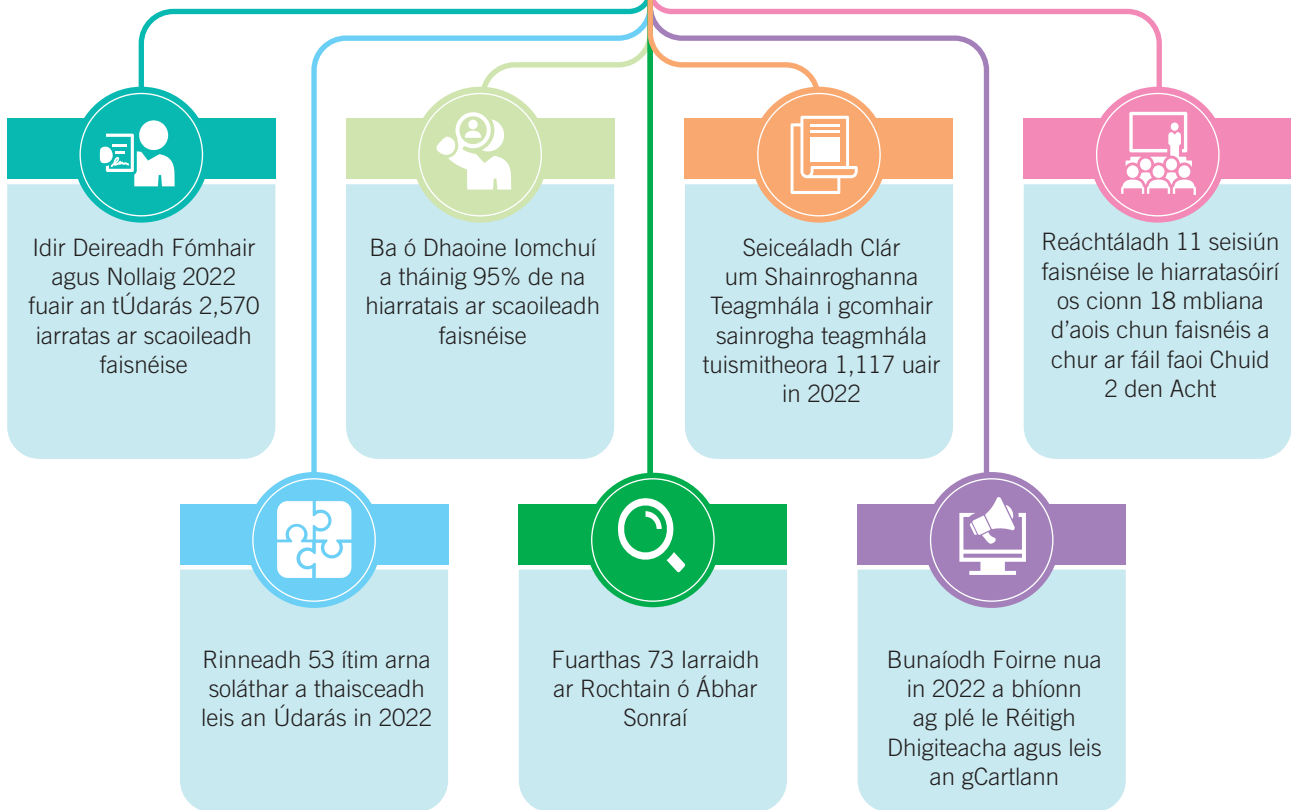 Idir Deireadh Fómhair
agus Nollaig 2022
fuair an tÚdarás 2,570
iarratas ar scaoileadh
faisnéise
Ba ó Dhaoine Iomchuí
a tháinig 95% de na
hiarratais ar scaoileadh
faisnéise
Seiceáladh Clár
um Shainroghanna
Teagmhála i gcomhair
sainrogha teagmhála
tuismitheora 1,117 uair
in 2022
Reáchtáladh 11 seisiún
faisnéise le hiarratasóirí
os cionn 18 mbliana
d’aois chun faisnéis a
chur ar fáil faoi Chuid
2 den Acht
Rinneadh 53 ítim arna
soláthar a thaisceadh
leis an Údarás in 2022
Fuarthas 73 Iarraidh
ar Rochtain ó Ábhar
Sonraí
Bunaíodh Foirne nua
in 2022 a bhíonn
ag plé le Réitigh
Dhigiteacha agus leis
an gCartlann